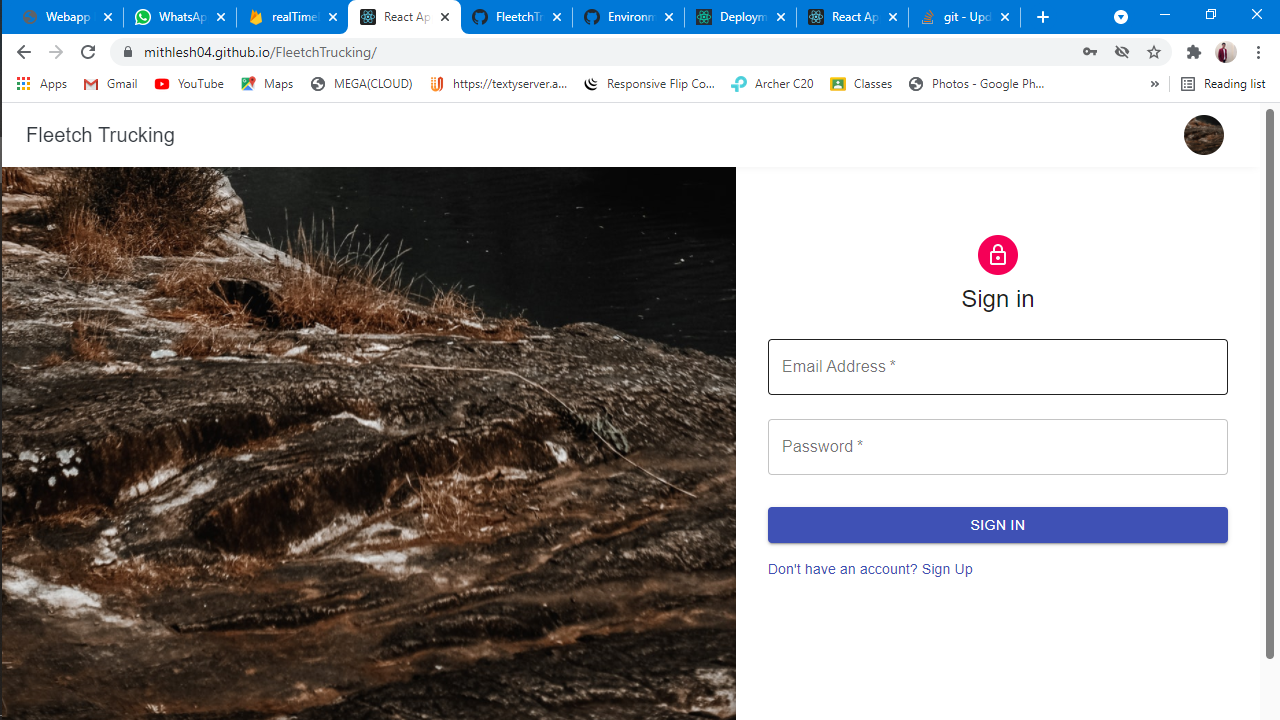 Webapp
WhatsAp
realTime
React Ap
FleetchTr
Environm
Deploym
React Ap
git - Upd
mithlesh04.github.io/FleetchTrucking/
Apps
Gmail
YouTube
Maps
MEGA(CLOUD)
https://textyserver.a...
Responsive Flip Co...
Archer C20
Classes
Photos - Google Ph...
»
Reading list
Fleetch Trucking
Sign in
Email Address *
Password *
SIGN IN
Don't have an account? Sign Up